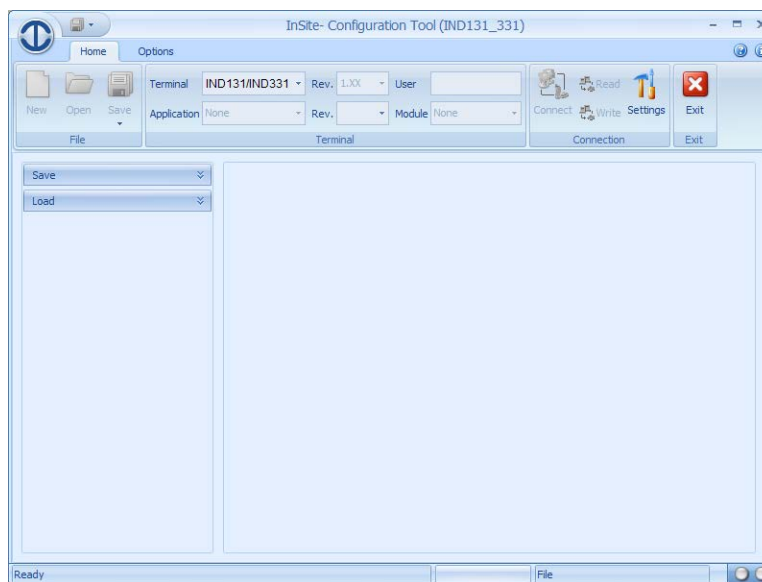 InSite- Configuration Tool (IND131_331)
Home Options
Terminal IND131/IND331 Rev. 1.XX User
New Open Save Application None Rev. Module None Connect Read Write Settings Exit
File Terminal Connection Exit
Save
Load
Ready File